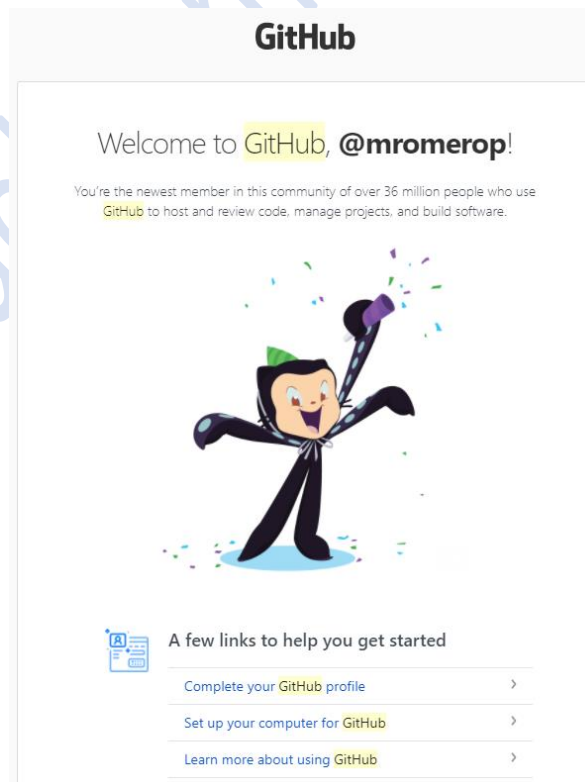 GitHub
Welcome to GitHub, @mromerop!
You're the newest member in this community of over 36 million people who use
GitHub to host and review code, manage projects, and build software.
A few links to help you get started
Complete your GitHub profile
Set up your computer for GitHub
Learn more about using GitHub